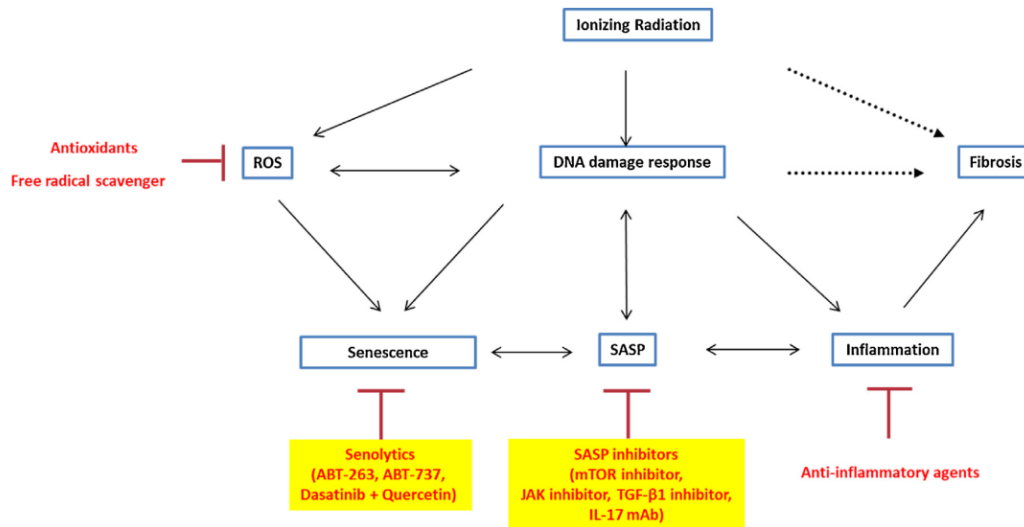 Ionizing Radiation
Antioxidants
Free radical scavenger
ROS
DNA damage response
Fibrosis
Senescence
SASP
Inflammation
Senolytics
(ABT-263, ABT-737,
Dasatinib + Quercetin)
SASP inhibitors
(mTOR inhibitor,
JAK inhibitor, TGF-β1 inhibitor,
IL-17 mAb)
Anti-inflammatory agents